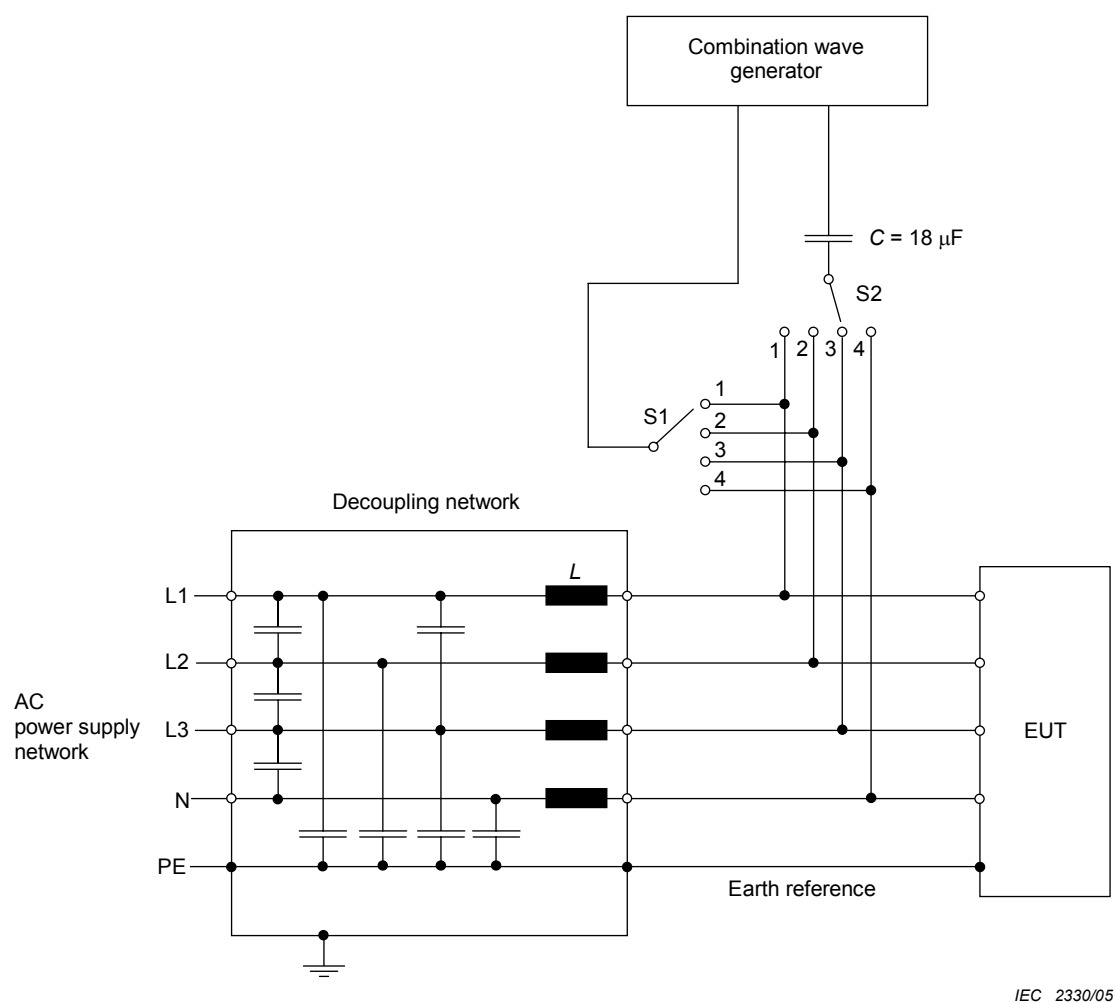 Combination wave
generator
C = 18 μF
S2
1 2 3 4
1
S1
2
3
4
Decoupling network
L
L1
L2
AC
power supply
network
L3
EUT
N
PE
Earth reference
IEC 2330/05